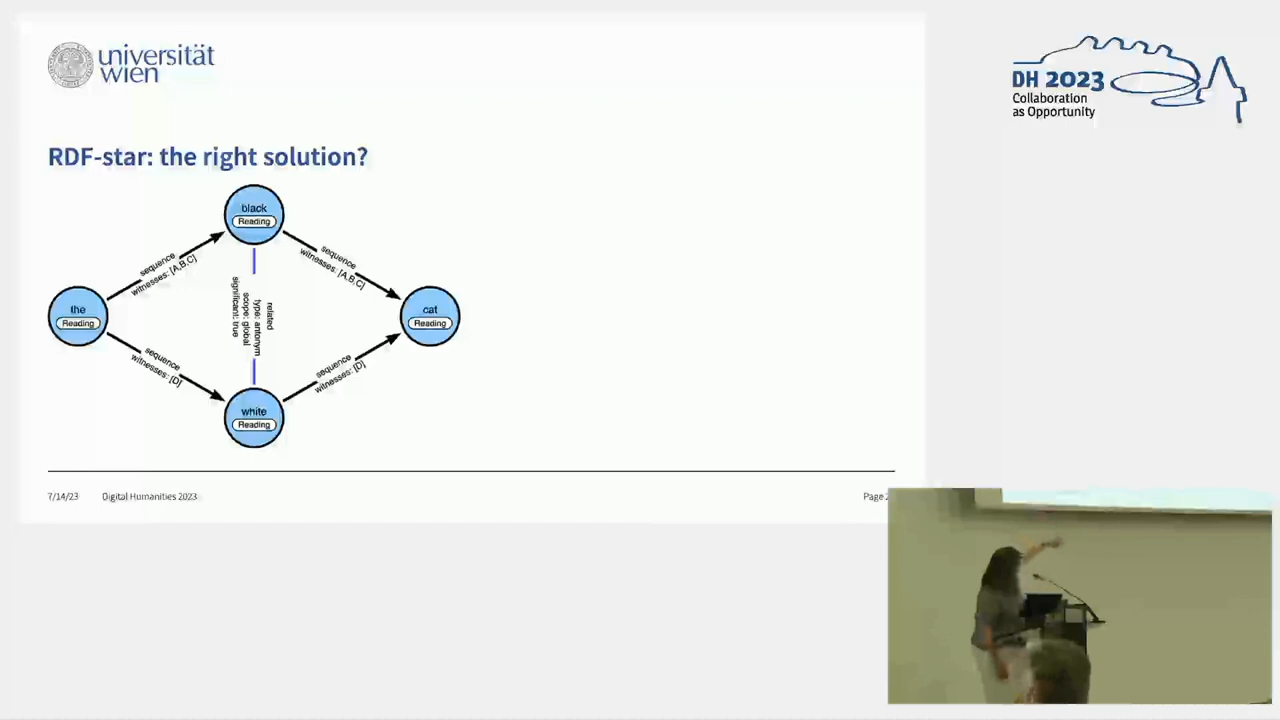 universität
wien
DH 2023
Collaboration
as Opportunity
RDF-star: the right solution?
black
Reading
sequence
witnesses: [A,B,C]
sequence
witnesses: [A,B,C]
the
Reading
related
type: antonym
scope: global
significant: true
cat
Reading
sequence
witnesses: [D]
sequence
witnesses: [D]
white
Reading
7/14/23
Digital Humanities 2023
Page